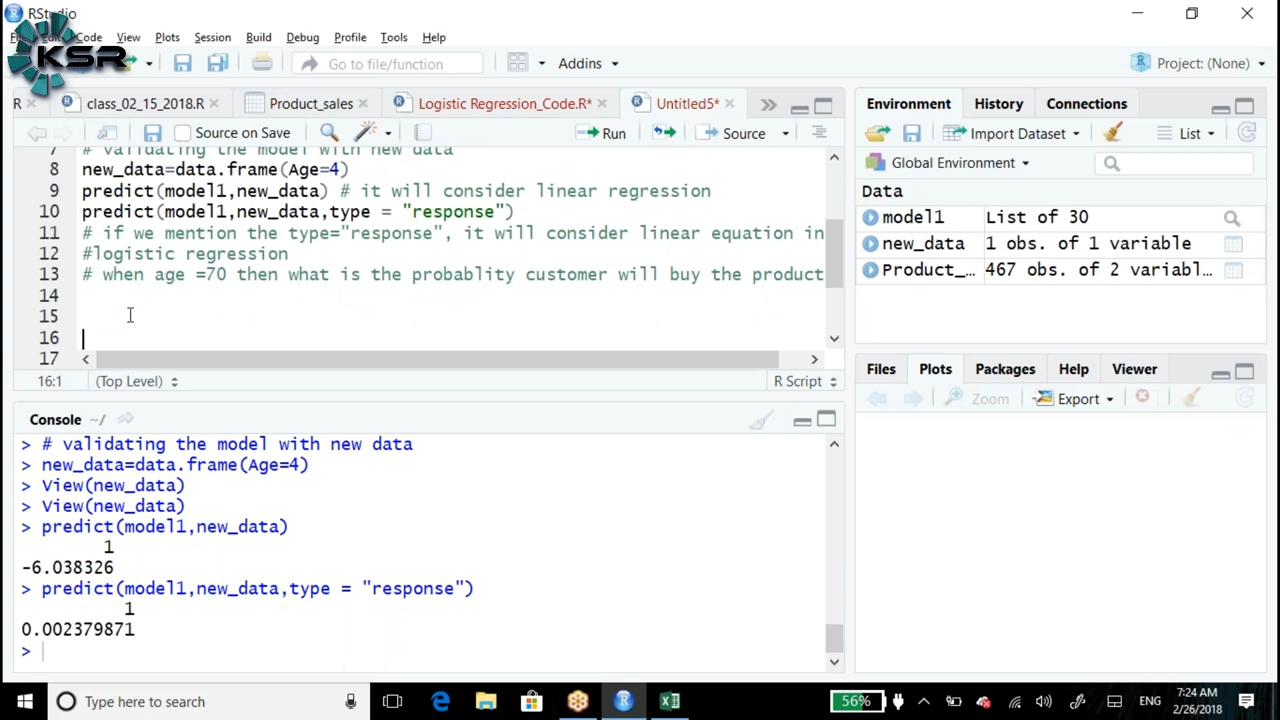 RStudio
KSR
Code View Plots Session Build Debug Profile Tools Help
Go to file/function
Addins
Project: (None)
R
class_02_15_2018.R
Product_sales
Logistic Regression_Code.R*
Untitled5*
Source on Save
Run
Source
7 # validating the model with new data
8 new_data=data.frame(Age=4)
9 predict(model1,new_data) # it will consider linear regression
10 predict(model1,new_data,type = "response")
11 # if we mention the type="response", it will consider linear equation in
12 #logistic regression
13 # when age =70 then what is the probablity customer will buy the product
14
15
16
17
16:1 (Top Level) R Script
Console ~/
> # validating the model with new data
> new_data=data.frame(Age=4)
> View(new_data)
> View(new_data)
> predict(model1,new_data)
1
-6.038326
> predict(model1,new_data,type = "response")
1
0.002379871
>
Environment History Connections
Import Dataset
List
Global Environment
Data
model1 List of 30
new_data 1 obs. of 1 variable
Product_… 467 obs. of 2 variabl…
Files Plots Packages Help Viewer
Zoom
Export
Type here to search
56%
ENG
7:24 AM
2/26/2018